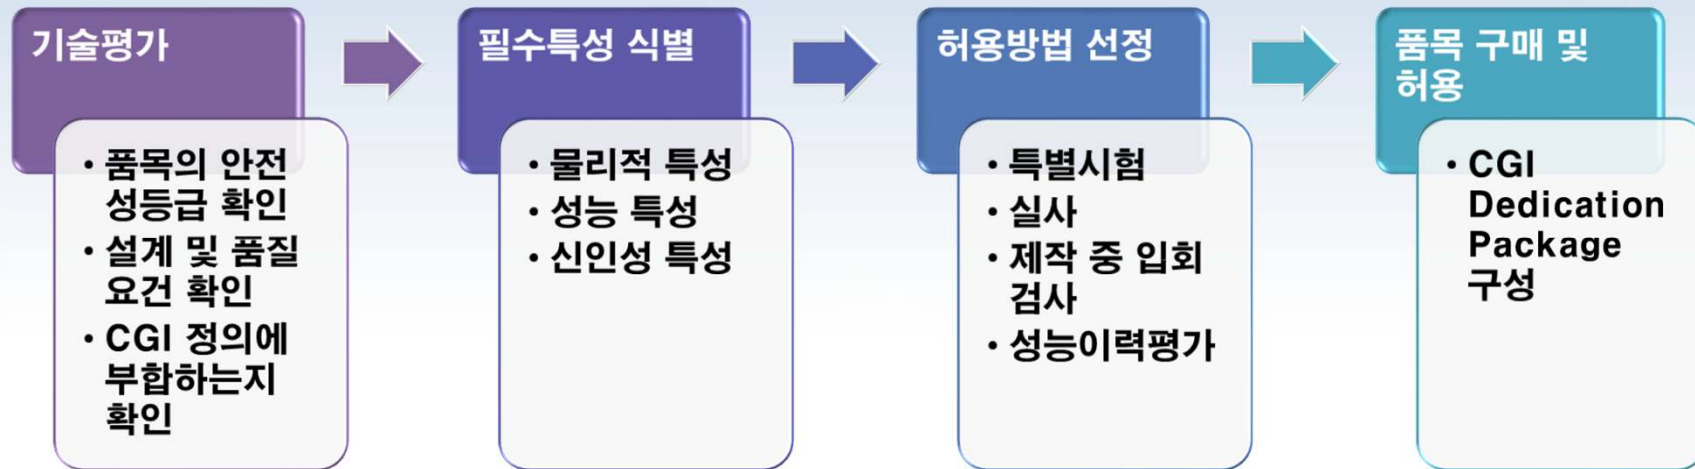 기술평가
• 품목의 안전
성등급 확인
• 설계 및 품질
요건 확인
• CGI 정의에
부합하는지
확인
필수특성 식별
• 물리적 특성
• 성능 특성
• 신인성 특성
허용방법 선정
• 특별시험
• 실사
• 제작 중 입회
검사
• 성능이력평가
품목 구매 및
허용
• CGI
Dedication
Package
구성